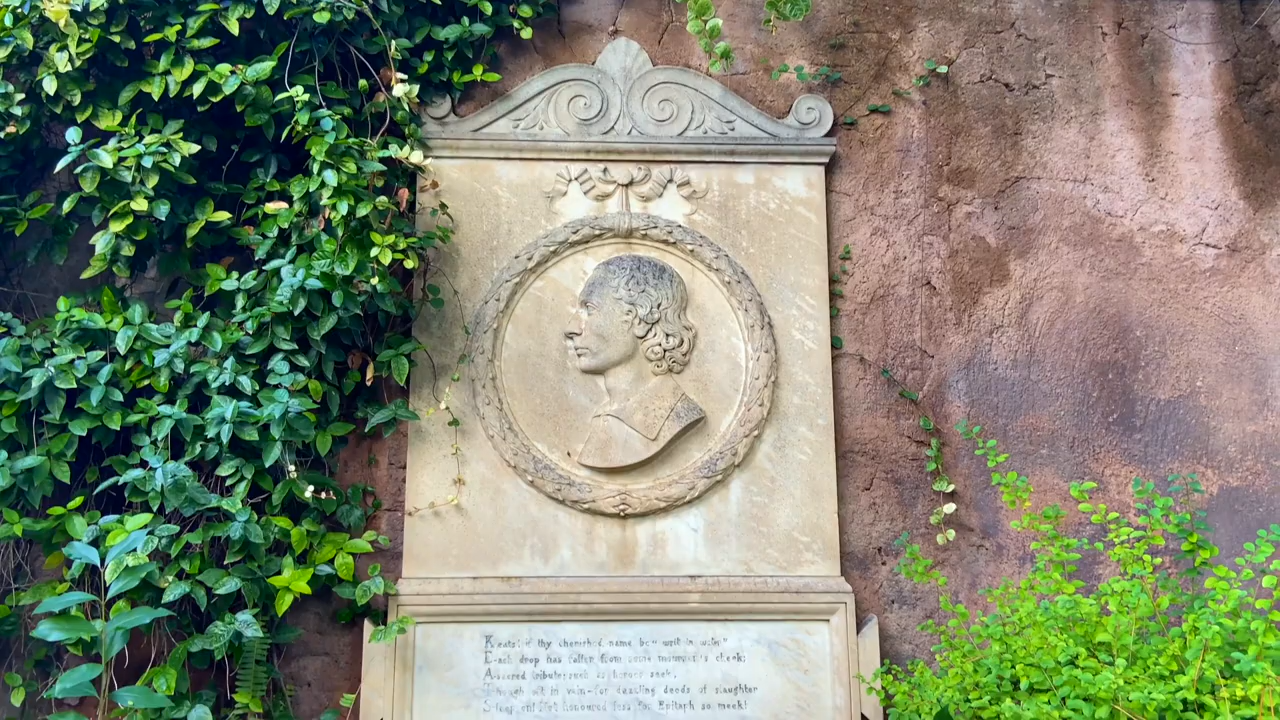 Keats! if thy cherished name be "writ in water"
Each drop has fallen from some mourner's cheek;
A sacred tribute; such as heroes seek,
Though oft in vain - for dazzling deeds of slaughter
Sleep on! Not honoured less for Epitaph so meek!